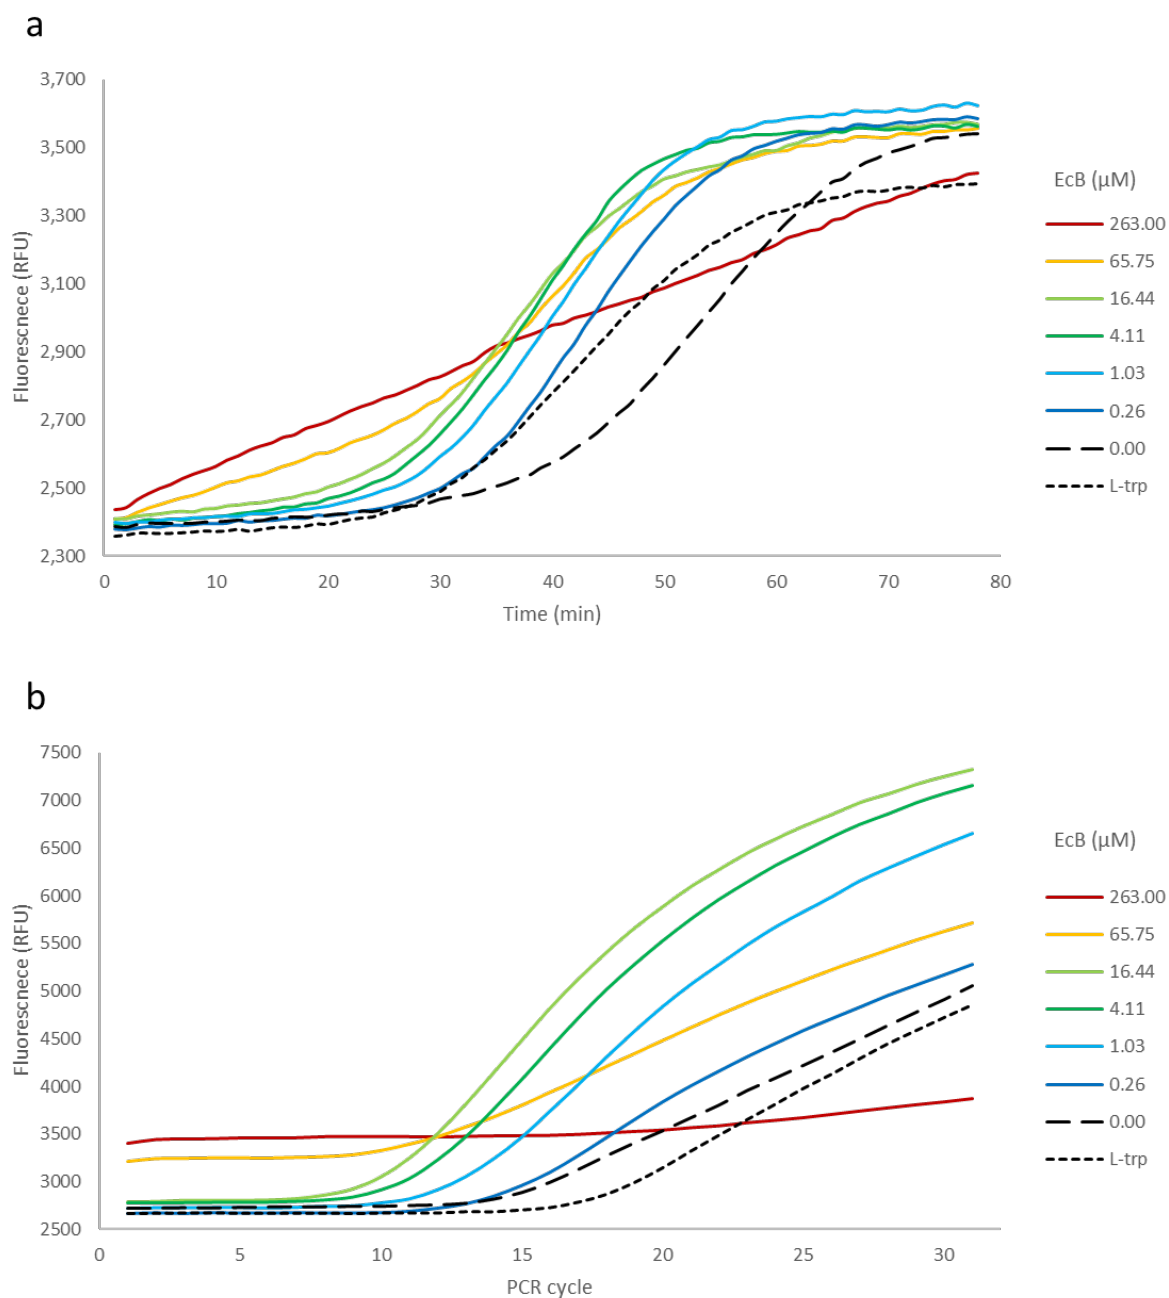 a
3,700
3,500
3,300
3,100
2,900
2,700
2,500
2,300
Fluorescnece (RFU)
0 10 20 30 40 50 60 70 80
Time (min)
EcB (µM)
263.00
65.75
16.44
4.11
1.03
0.26
0.00
L-trp
b
7500
7000
6500
6000
5500
5000
4500
4000
3500
3000
2500
Fluorescnece (RFU)
0 5 10 15 20 25 30
PCR cycle
EcB (µM)
263.00
65.75
16.44
4.11
1.03
0.26
0.00
L-trp